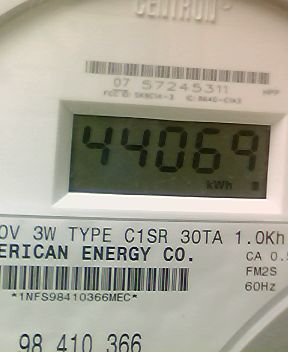 CENTRON
07 57245311
44069
kWh
0V 3W TYPE C1SR 30TA 1.0Kh
ERICAN ENERGY CO.
CA 0.5
FM2S
*1NFS98410366MEC*
60Hz
98 410 366